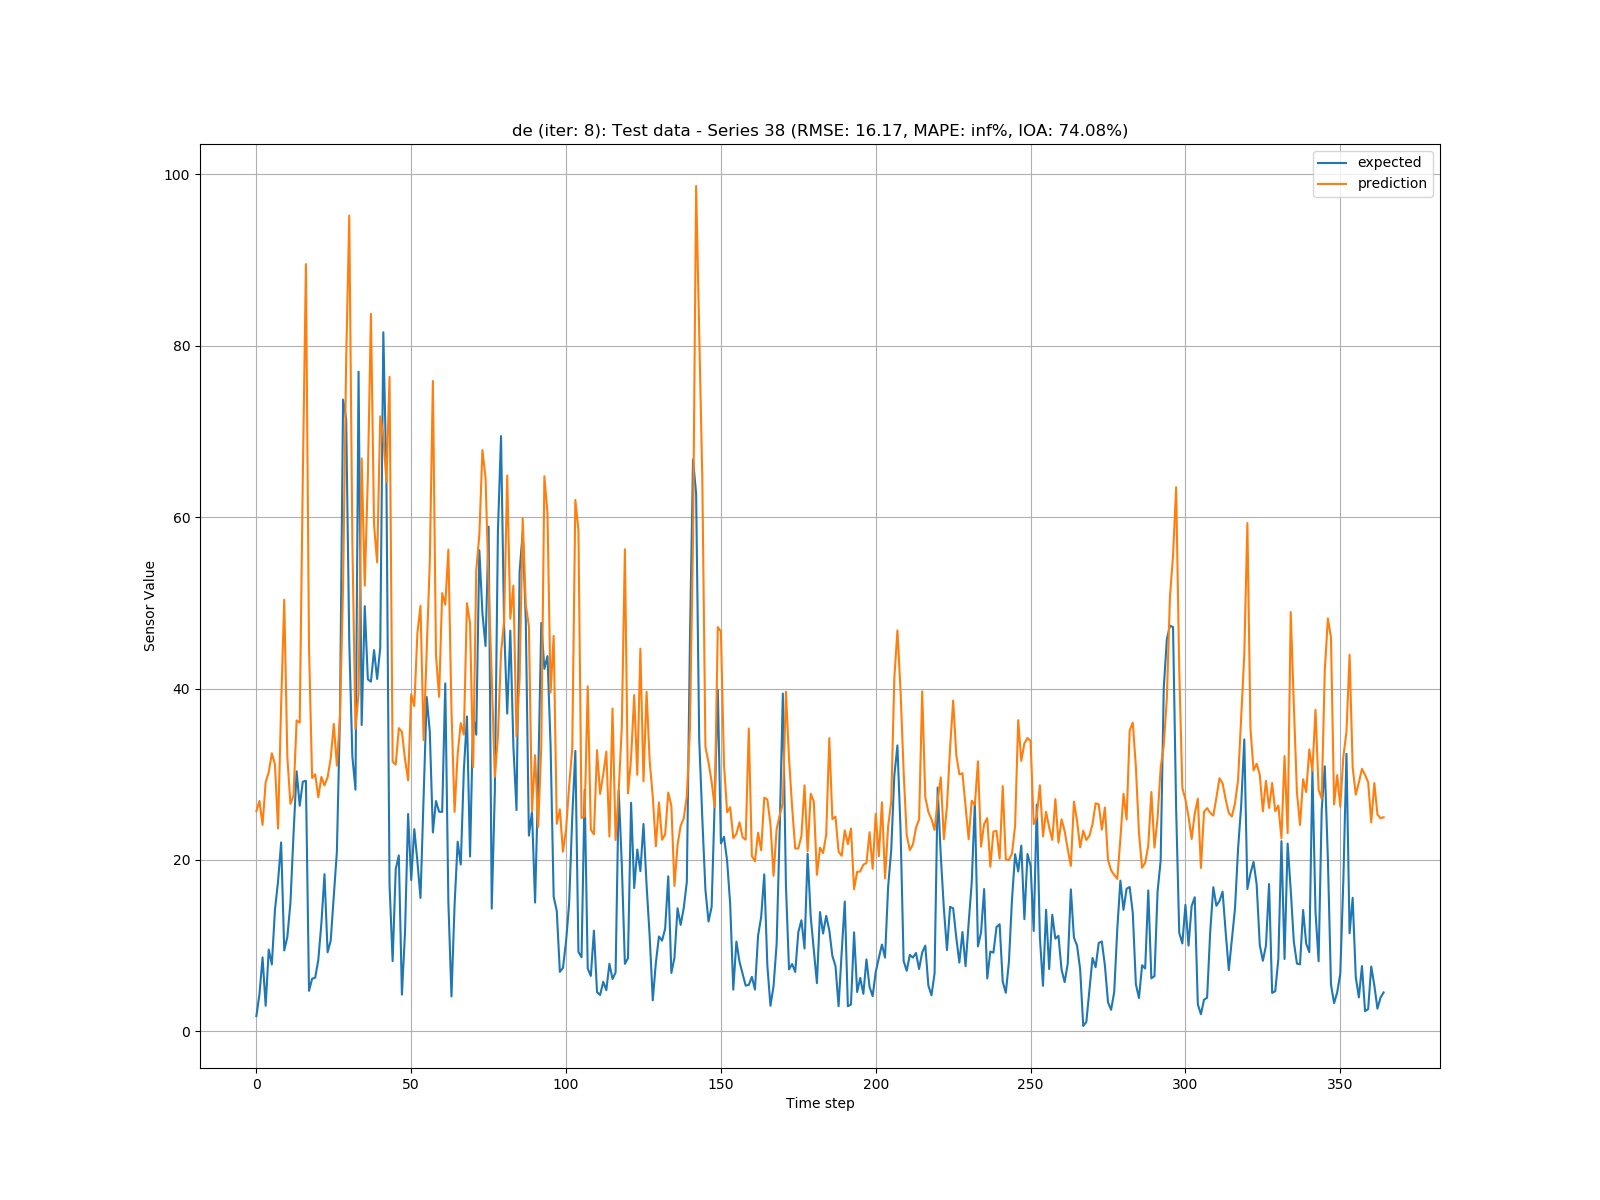 de (iter: 8): Test data - Series 38 (RMSE: 16.17, MAPE: inf%, IOA: 74.08%)
expected
prediction
100
80
60
40
20
0
Sensor Value
0 50 100 150 200 250 300 350
Time step